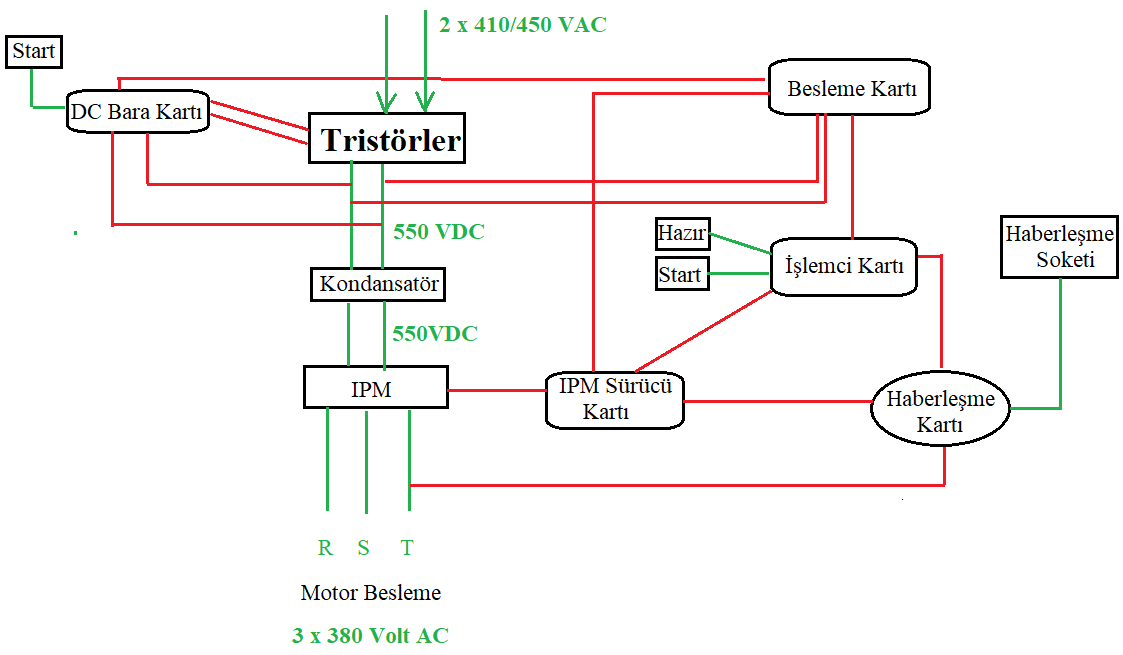 2 x 410/450 VAC
Start
DC Bara Kartı
Besleme Kartı
Tristörler
550 VDC
Hazır
Start
İşlemci Kartı
Haberleşme
Soketi
Kondansatör
550VDC
IPM
IPM Sürücü
Kartı
Haberleşme
Kartı
R S T
Motor Besleme
3 x 380 Volt AC